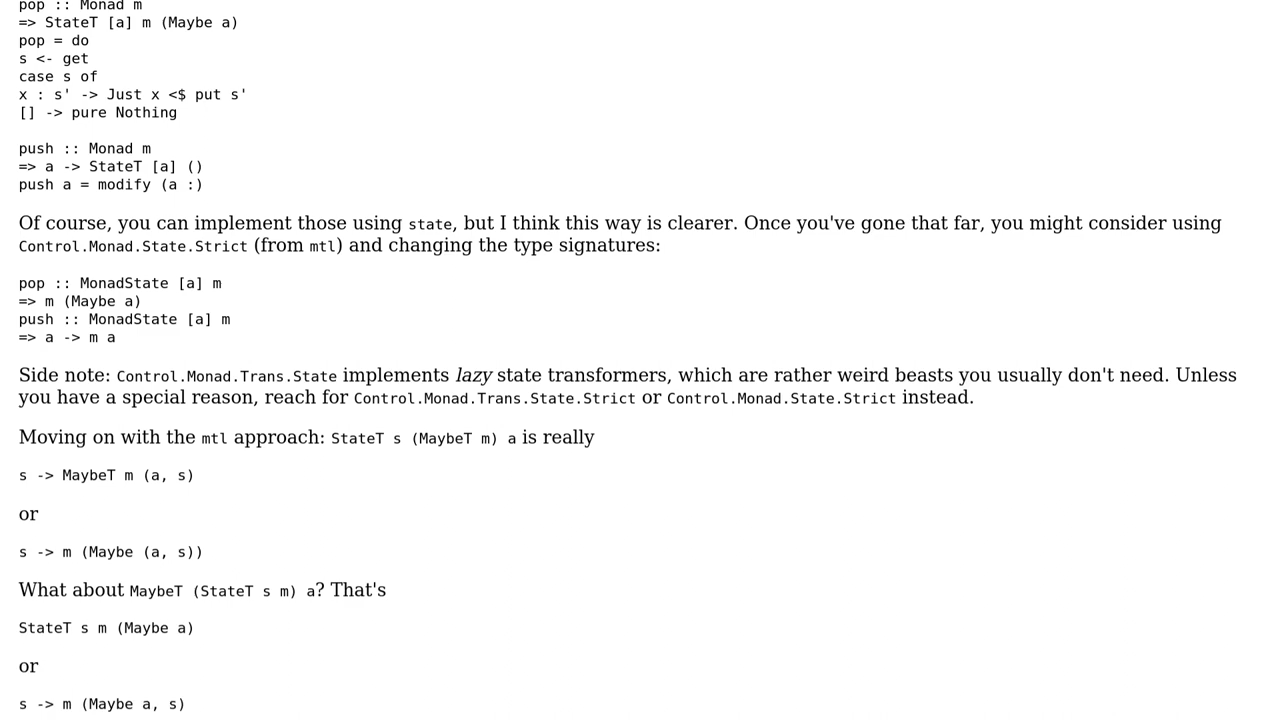 pop :: Monad m
=> StateT [a] m (Maybe a)
pop = do
s <- get
case s of
x : s' -> Just x <$ put s'
[] -> pure Nothing
push :: Monad m
=> a -> StateT [a] ()
push a = modify (a :)
Of course, you can implement those using state, but I think this way is clearer. Once you've gone that far, you might consider using
Control.Monad.State.Strict (from mtl) and changing the type signatures:
pop :: MonadState [a] m
=> m (Maybe a)
push :: MonadState [a] m
=> a -> m a
Side note: Control.Monad.Trans.State implements lazy state transformers, which are rather weird beasts you usually don't need. Unless
you have a special reason, reach for Control.Monad.Trans.State.Strict or Control.Monad.State.Strict instead.
Moving on with the mtl approach: StateT s (MaybeT m) a is really
s -> MaybeT m (a, s)
or
s -> m (Maybe (a, s))
What about MaybeT (StateT s m) a? That's
StateT s m (Maybe a)
or
s -> m (Maybe a, s)